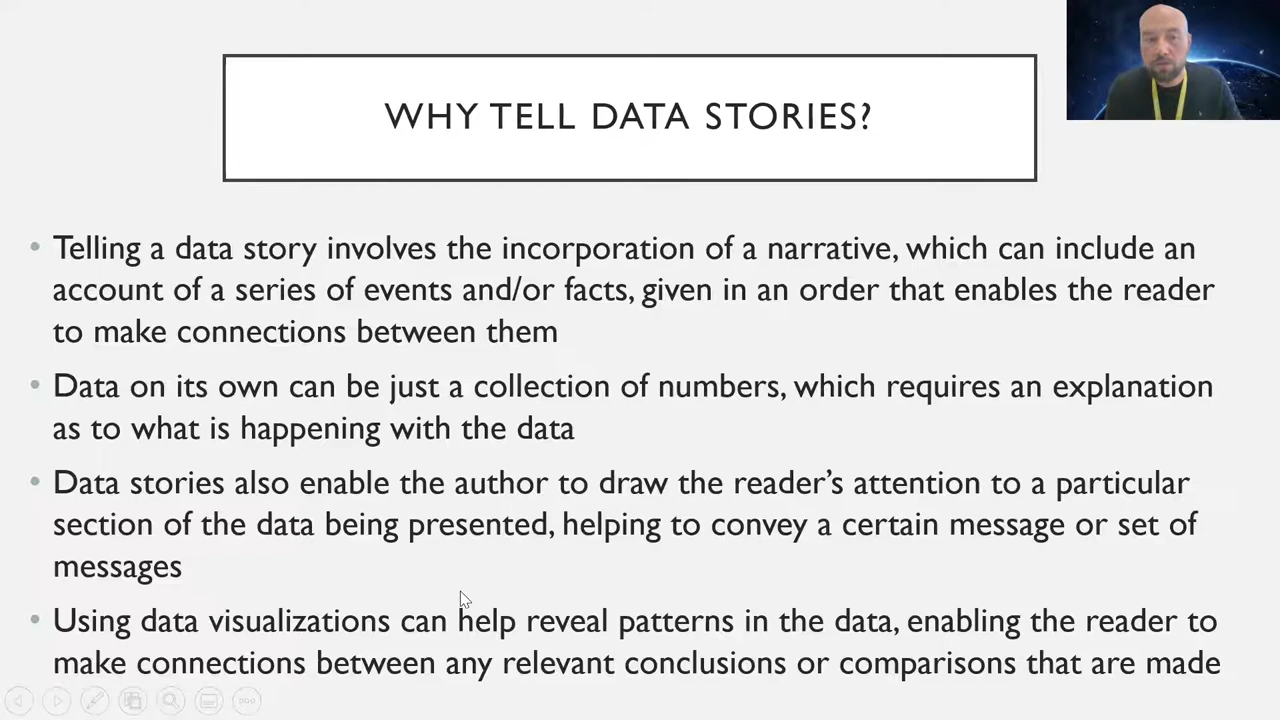 WHY TELL DATA STORIES?
• Telling a data story involves the incorporation of a narrative, which can include an
account of a series of events and/or facts, given in an order that enables the reader
to make connections between them
• Data on its own can be just a collection of numbers, which requires an explanation
as to what is happening with the data
• Data stories also enable the author to draw the reader’s attention to a particular
section of the data being presented, helping to convey a certain message or set of
messages
• Using data visualizations can help reveal patterns in the data, enabling the reader to
make connections between any relevant conclusions or comparisons that are made